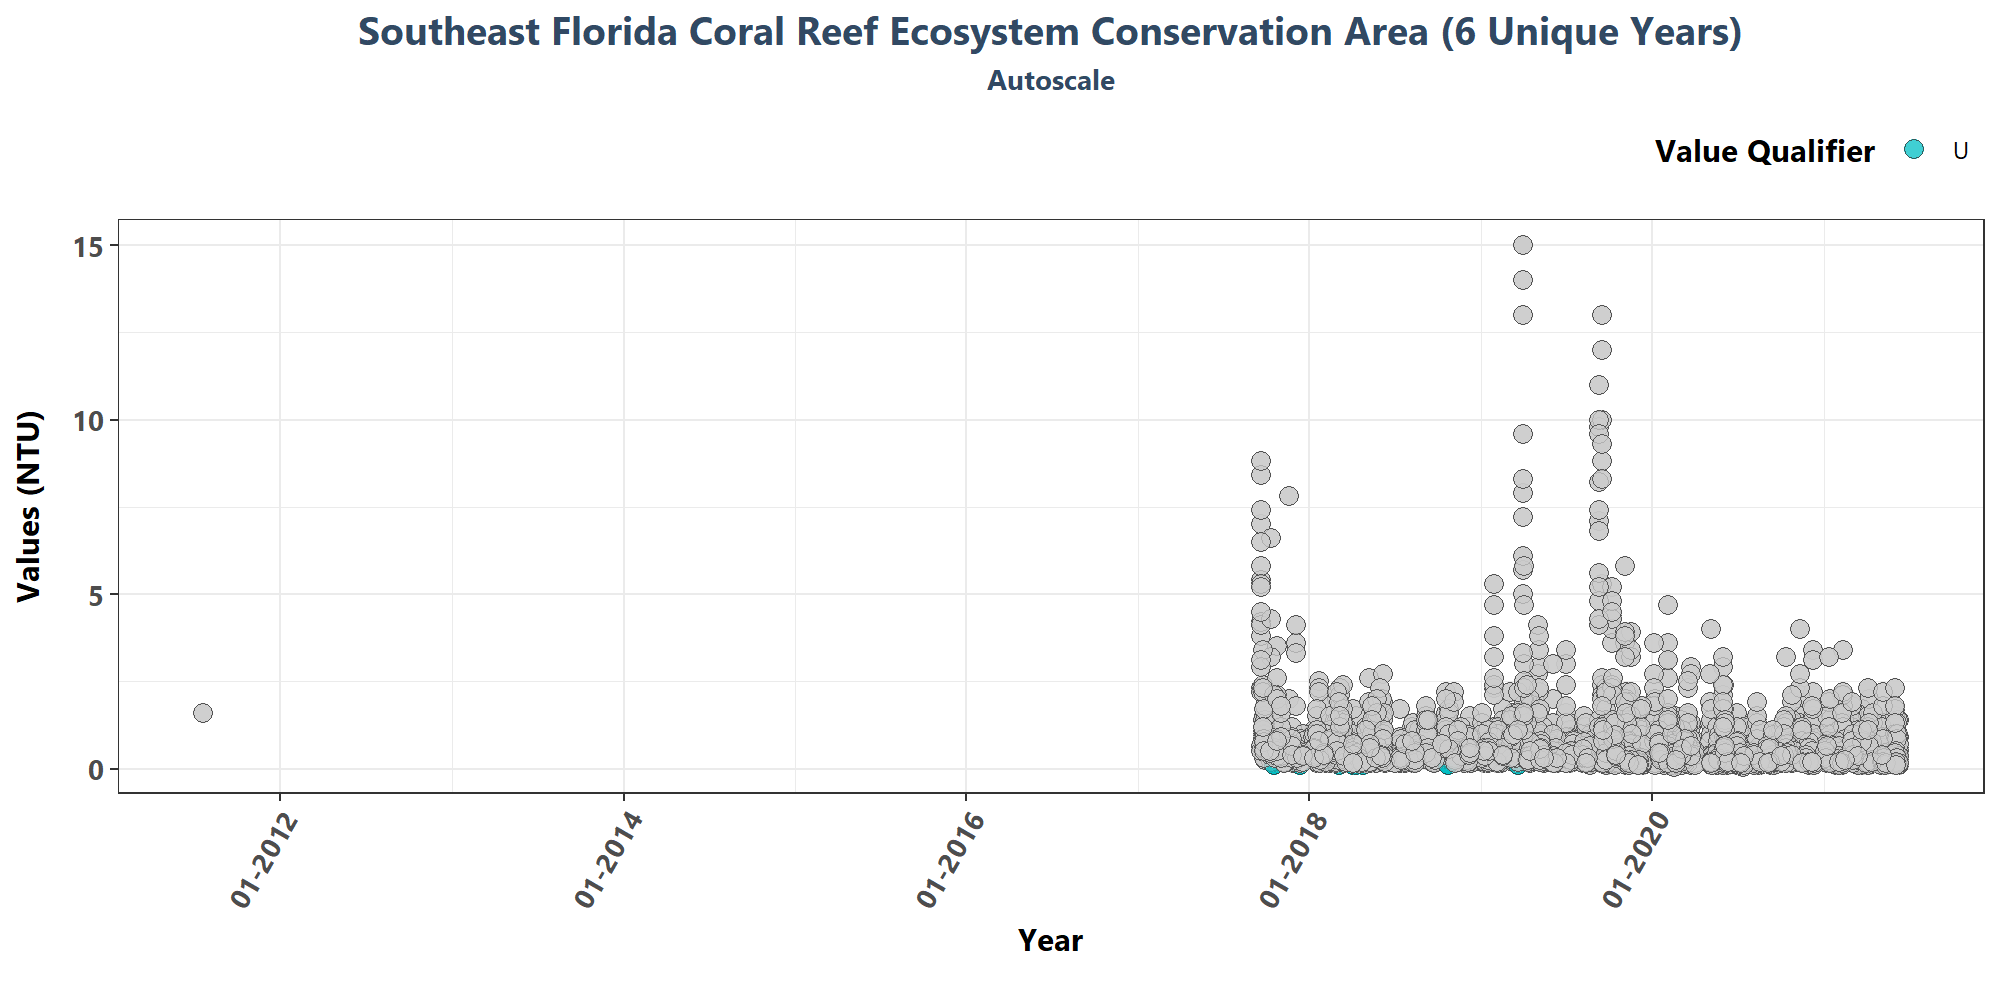 Southeast Florida Coral Reef Ecosystem Conservation Area (6 Unique Years)
Autoscale
Value Qualifier U
Values (NTU)
15
10
5
0
01-2012 01-2014 01-2016 01-2018 01-2020
Year